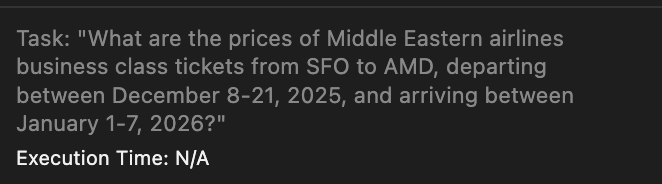 Task: "What are the prices of Middle Eastern airlines
business class tickets from SFO to AMD, departing
between December 8-21, 2025, and arriving between
January 1-7, 2026?"
Execution Time: N/A